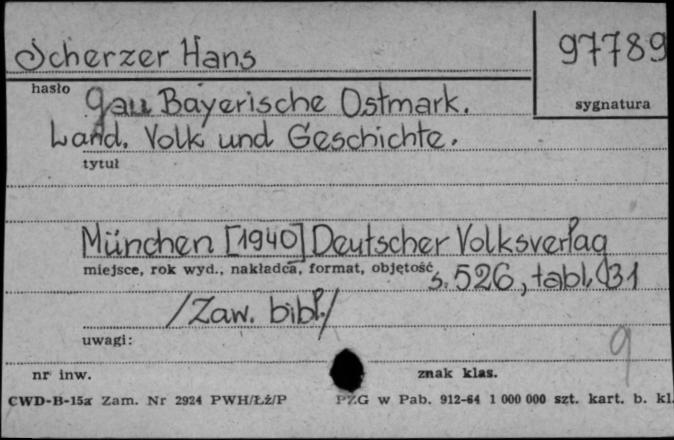 Scherzer Hans 97789
hasło
Gau Bayerische Ostmark.
sygnatura
Land, Volk und Geschichte.
tytuł
München [1940] Deutscher Volksverlag
miejsce, rok wyd., nakładca, format, objętość
s. 526, tabl. 31
/Zaw. bibl./
uwagi:
9
nr inw. znak klas.
CWD-B-15a Zam. Nr 2924 PWH/Łż/P PZG w Pab. 912-64 1 000 000 szt. kart. b. kl.